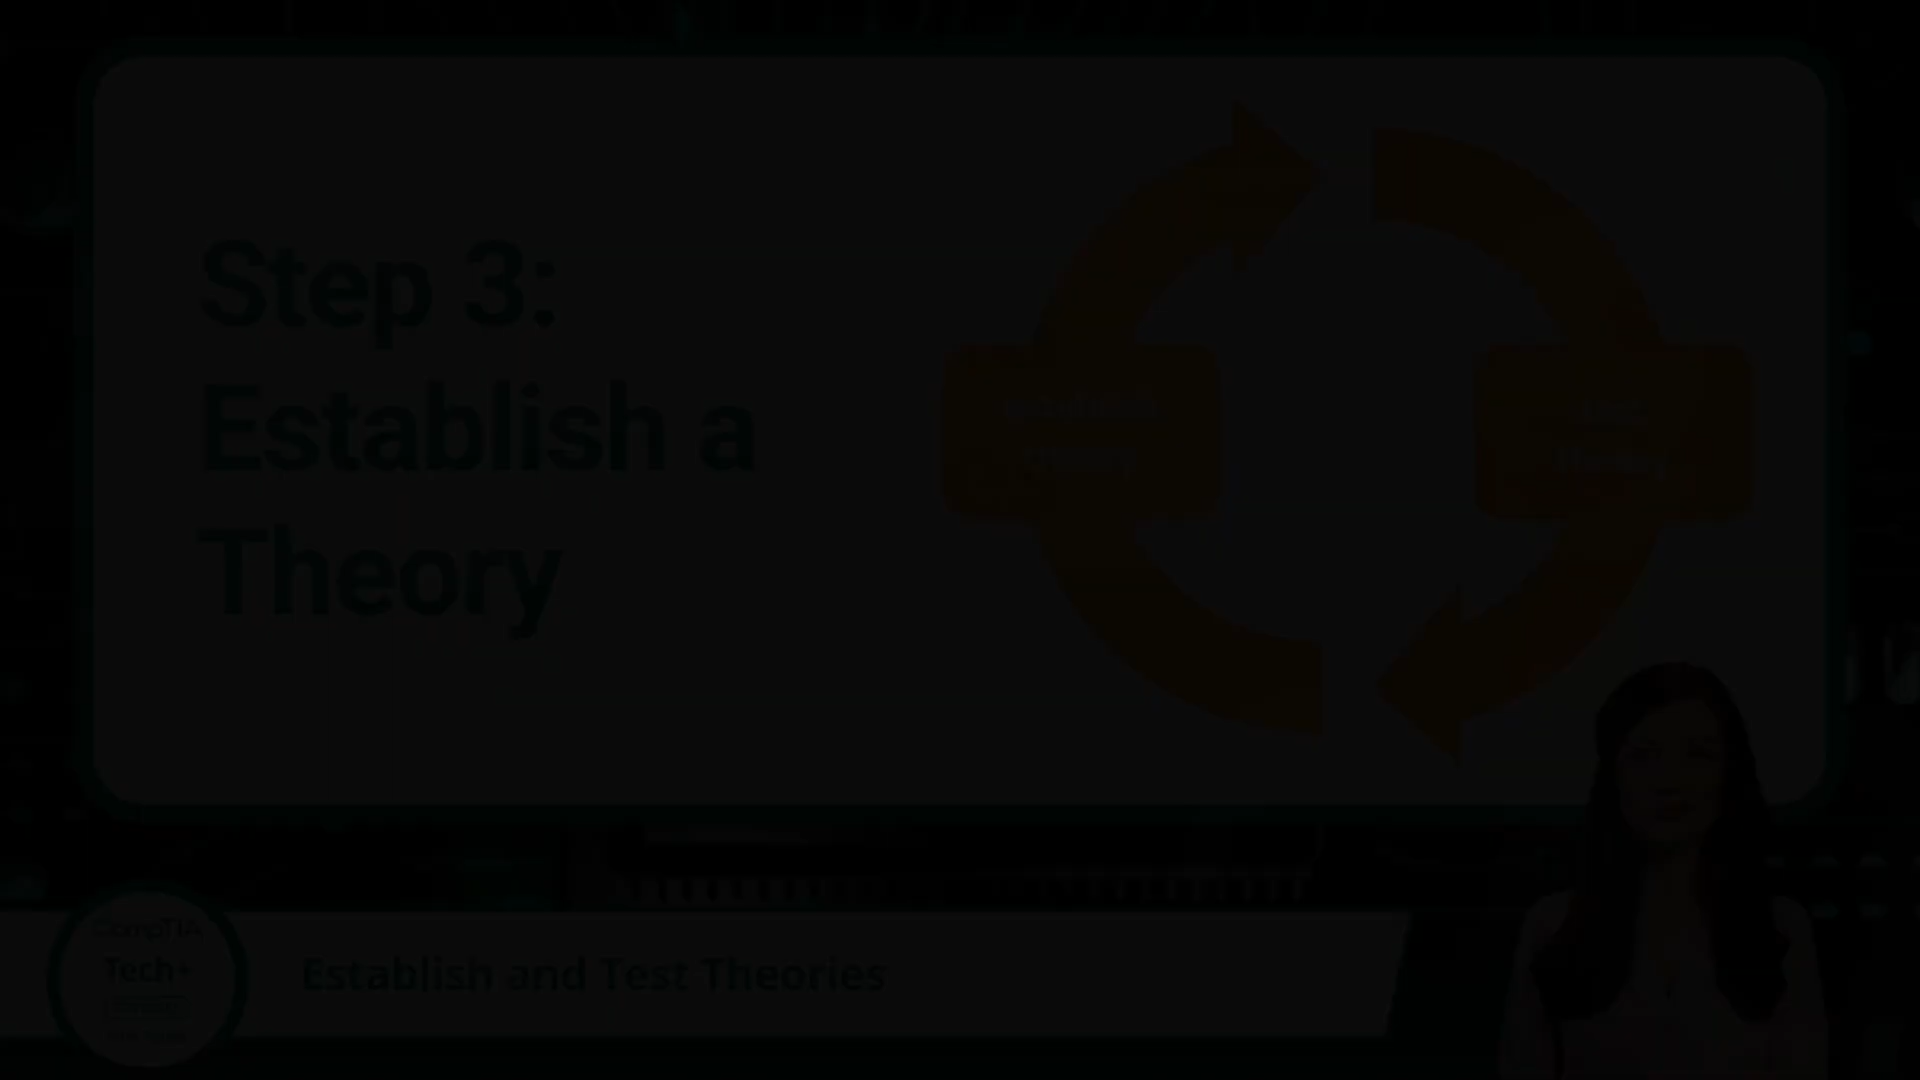 Step 3:
Establish a
Theory
CompTIA
Tech+
Establish and Test Theories